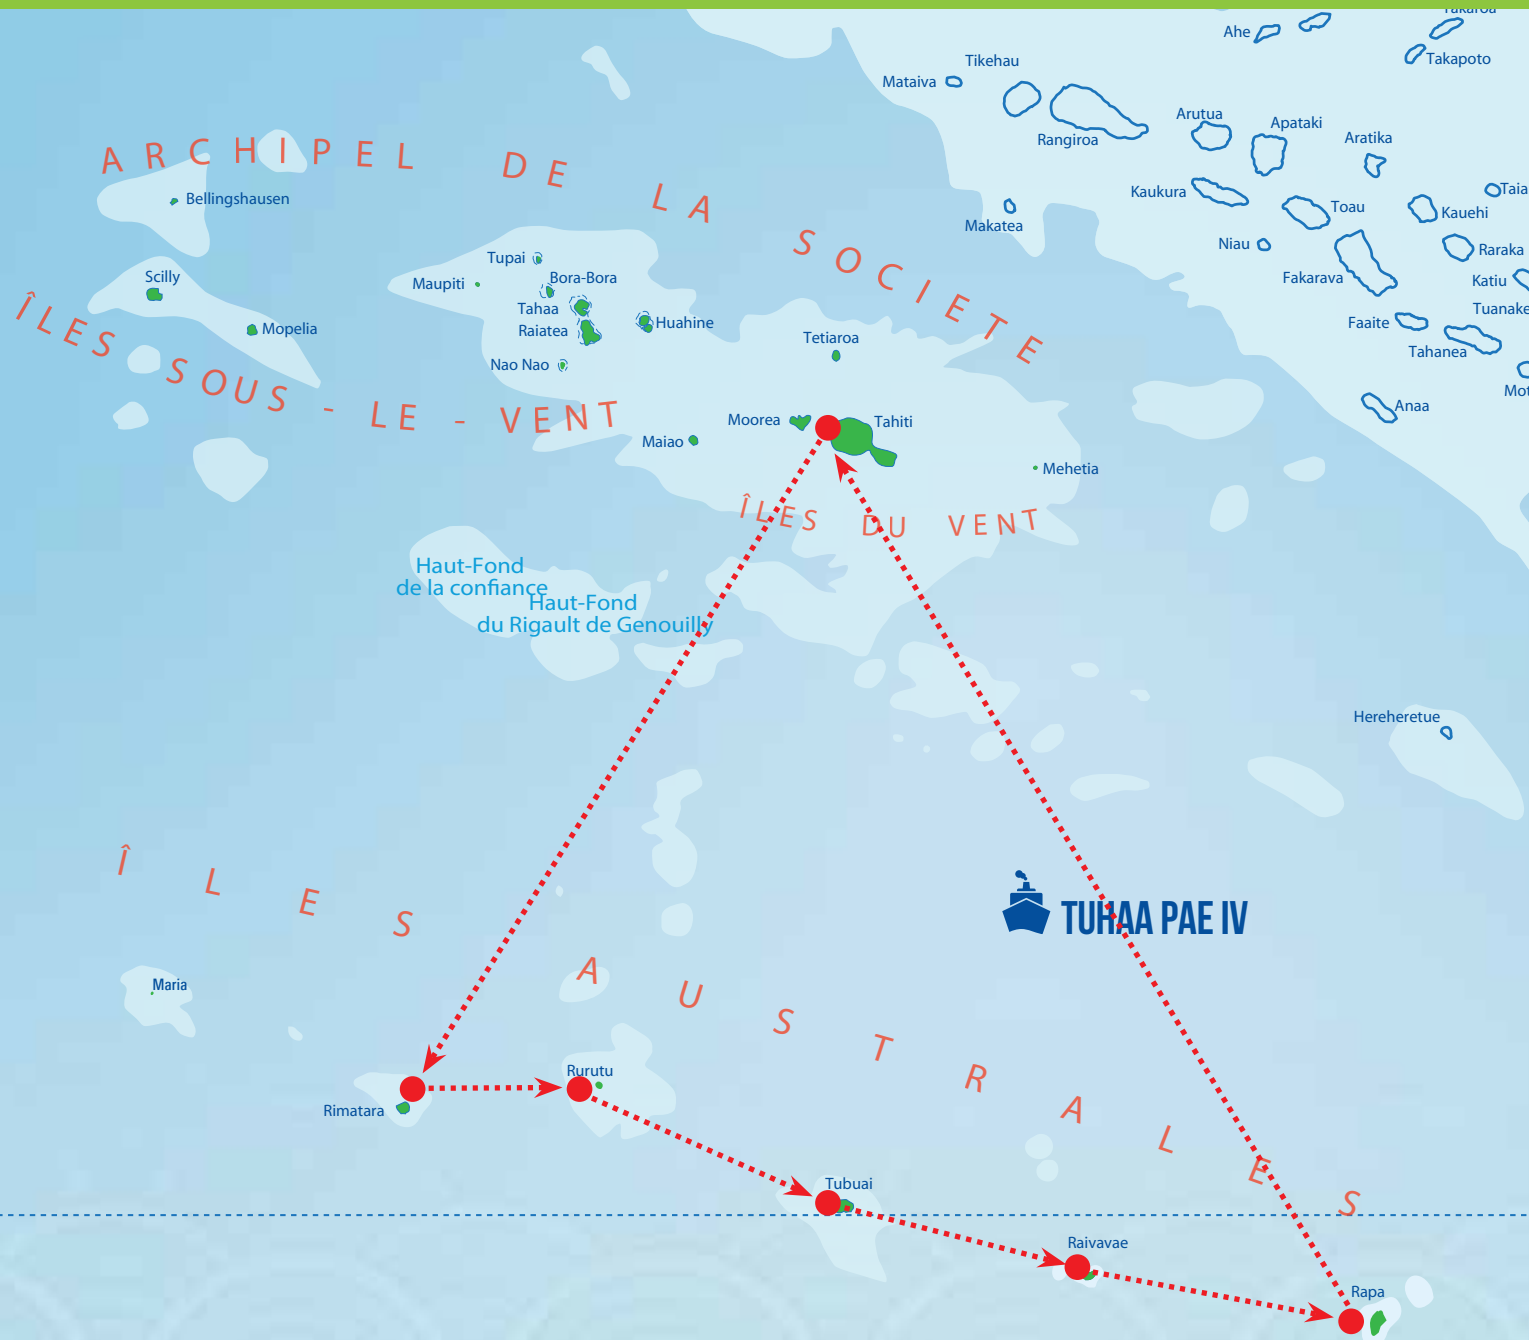 Takaroa
Ahe
Takapoto
Tikehau
Mataiva
Rangiroa
Arutua
Apataki
Aratika
Kaukura
Toau
Kauehi
Taia
Makatea
Niau
Raraka
Fakarava
Katiu
Tuanake
Faaite
Tahanea
Mot
Anaa
ARCHIPEL DE LA SOCIETE
Bellingshausen
Scilly
Mopelia
Tupai
Bora-Bora
Maupiti
Tahaa
Raiatea
Huahine
Nao Nao
ÎLES SOUS - LE - VENT
Tetiaroa
Moorea
Tahiti
Maiao
Mehetia
ÎLES DU VENT
Haut-Fond
de la confiance
Haut-Fond
du Rigault de Genouilly
Hereheretue
TUHAA PAE IV
ÎLES AUSTRALES
Maria
Rurutu
Rimatara
Tubuai
Raivavae
Rapa